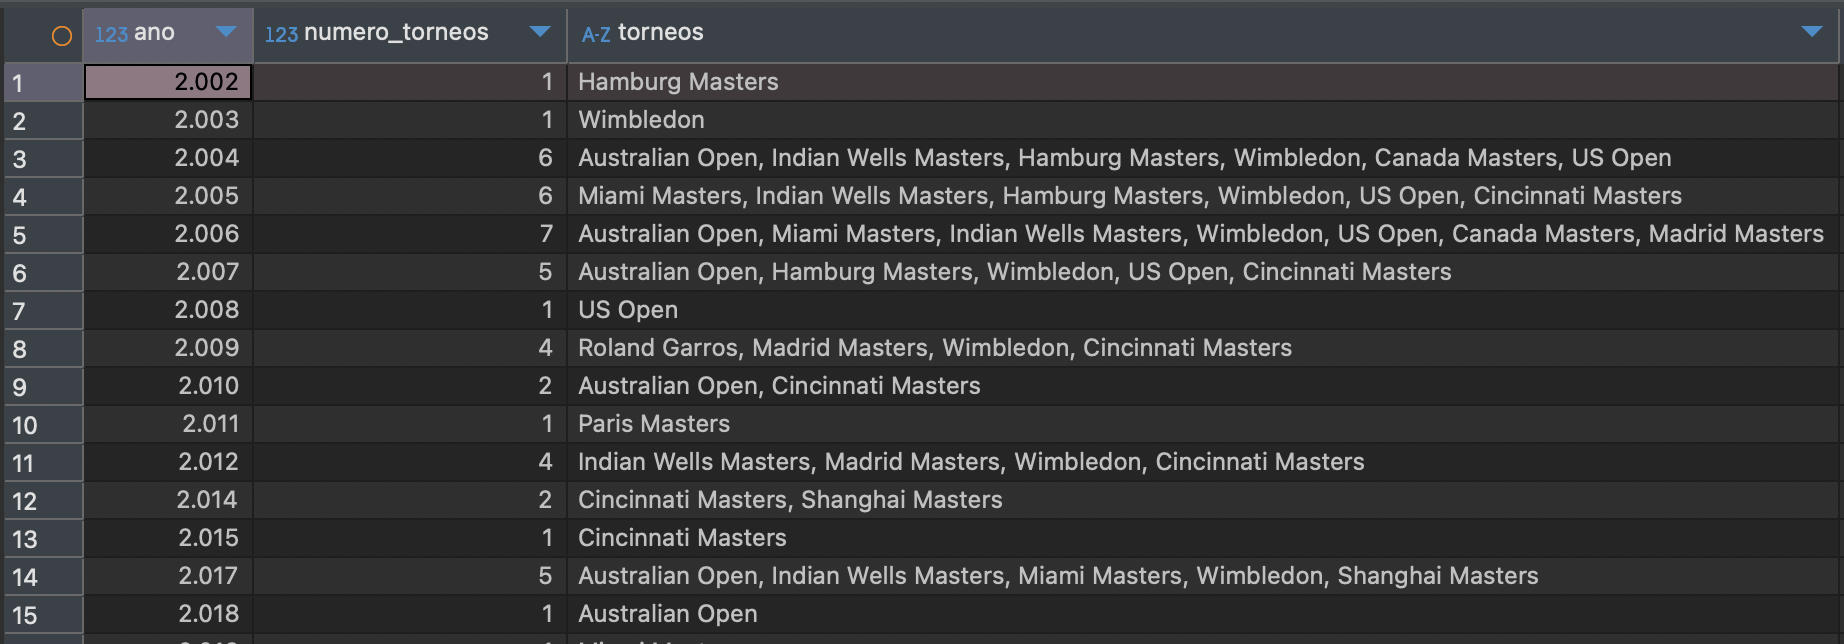 123 ano 123 numero_torneos A-Z torneos
1 2.002 1 Hamburg Masters
2 2.003 1 Wimbledon
3 2.004 6 Australian Open, Indian Wells Masters, Hamburg Masters, Wimbledon, Canada Masters, US Open
4 2.005 6 Miami Masters, Indian Wells Masters, Hamburg Masters, Wimbledon, US Open, Cincinnati Masters
5 2.006 7 Australian Open, Miami Masters, Indian Wells Masters, Wimbledon, US Open, Canada Masters, Madrid Masters
6 2.007 5 Australian Open, Hamburg Masters, Wimbledon, US Open, Cincinnati Masters
7 2.008 1 US Open
8 2.009 4 Roland Garros, Madrid Masters, Wimbledon, Cincinnati Masters
9 2.010 2 Australian Open, Cincinnati Masters
10 2.011 1 Paris Masters
11 2.012 4 Indian Wells Masters, Madrid Masters, Wimbledon, Cincinnati Masters
12 2.014 2 Cincinnati Masters, Shanghai Masters
13 2.015 1 Cincinnati Masters
14 2.017 5 Australian Open, Indian Wells Masters, Miami Masters, Wimbledon, Shanghai Masters
15 2.018 1 Australian Open